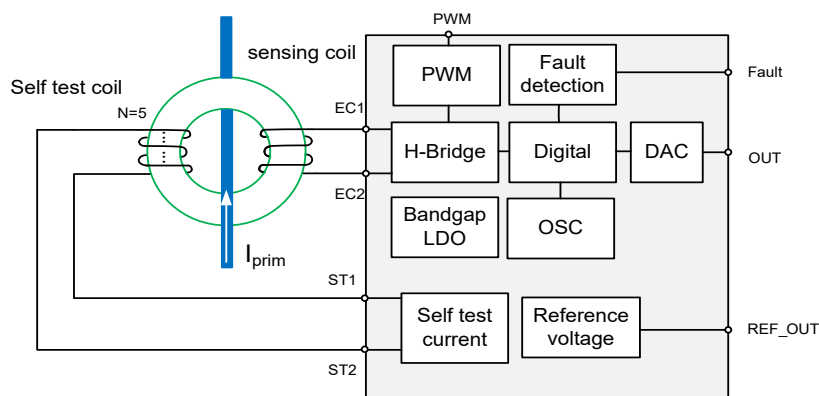 PWM
sensing coil
Self test coil
N=5
EC1
EC2
PWM
Fault
detection
Fault
H-Bridge
Digital
DAC
OUT
Bandgap
LDO
OSC
Iprim
ST1
ST2
Self test
current
Reference
voltage
REF_OUT